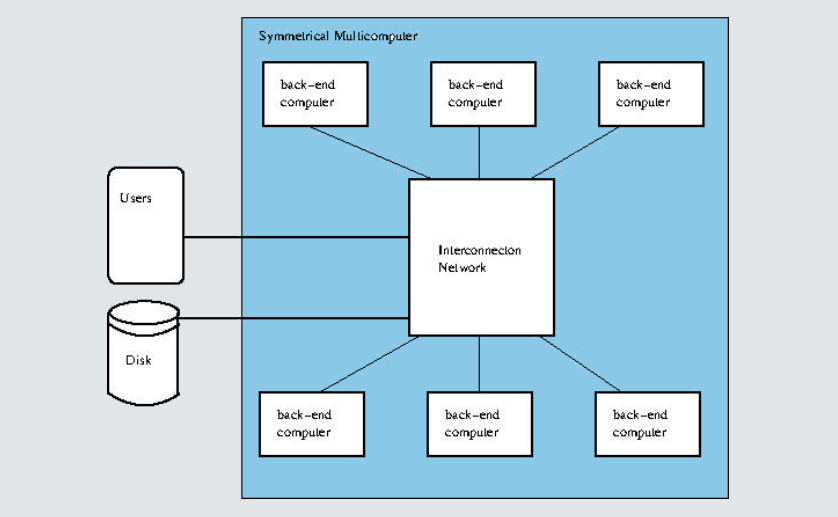 Symmetrical Multicomputer
back-end
computer
back-end
computer
back-end
computer
Users
Interconnecton
Network
Disk
back-end
computer
back-end
computer
back-end
computer